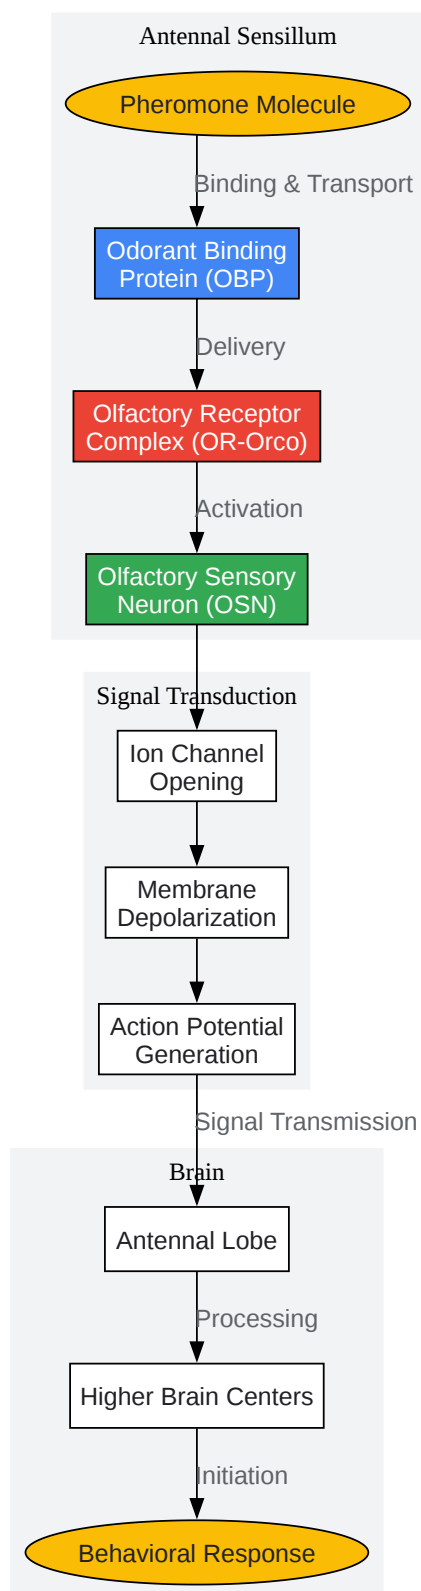 Antennal Sensillum
Pheromone Molecule
Binding & Transport
Odorant Binding
Protein (OBP)
Delivery
Olfactory Receptor
Complex (OR-Orco)
Activation
Olfactory Sensory
Neuron (OSN)
Signal Transduction
Ion Channel
Opening
Membrane
Depolarization
Action Potential
Generation
Signal Transmission
Brain
Antennal Lobe
Processing
Higher Brain Centers
Initiation
Behavioral Response